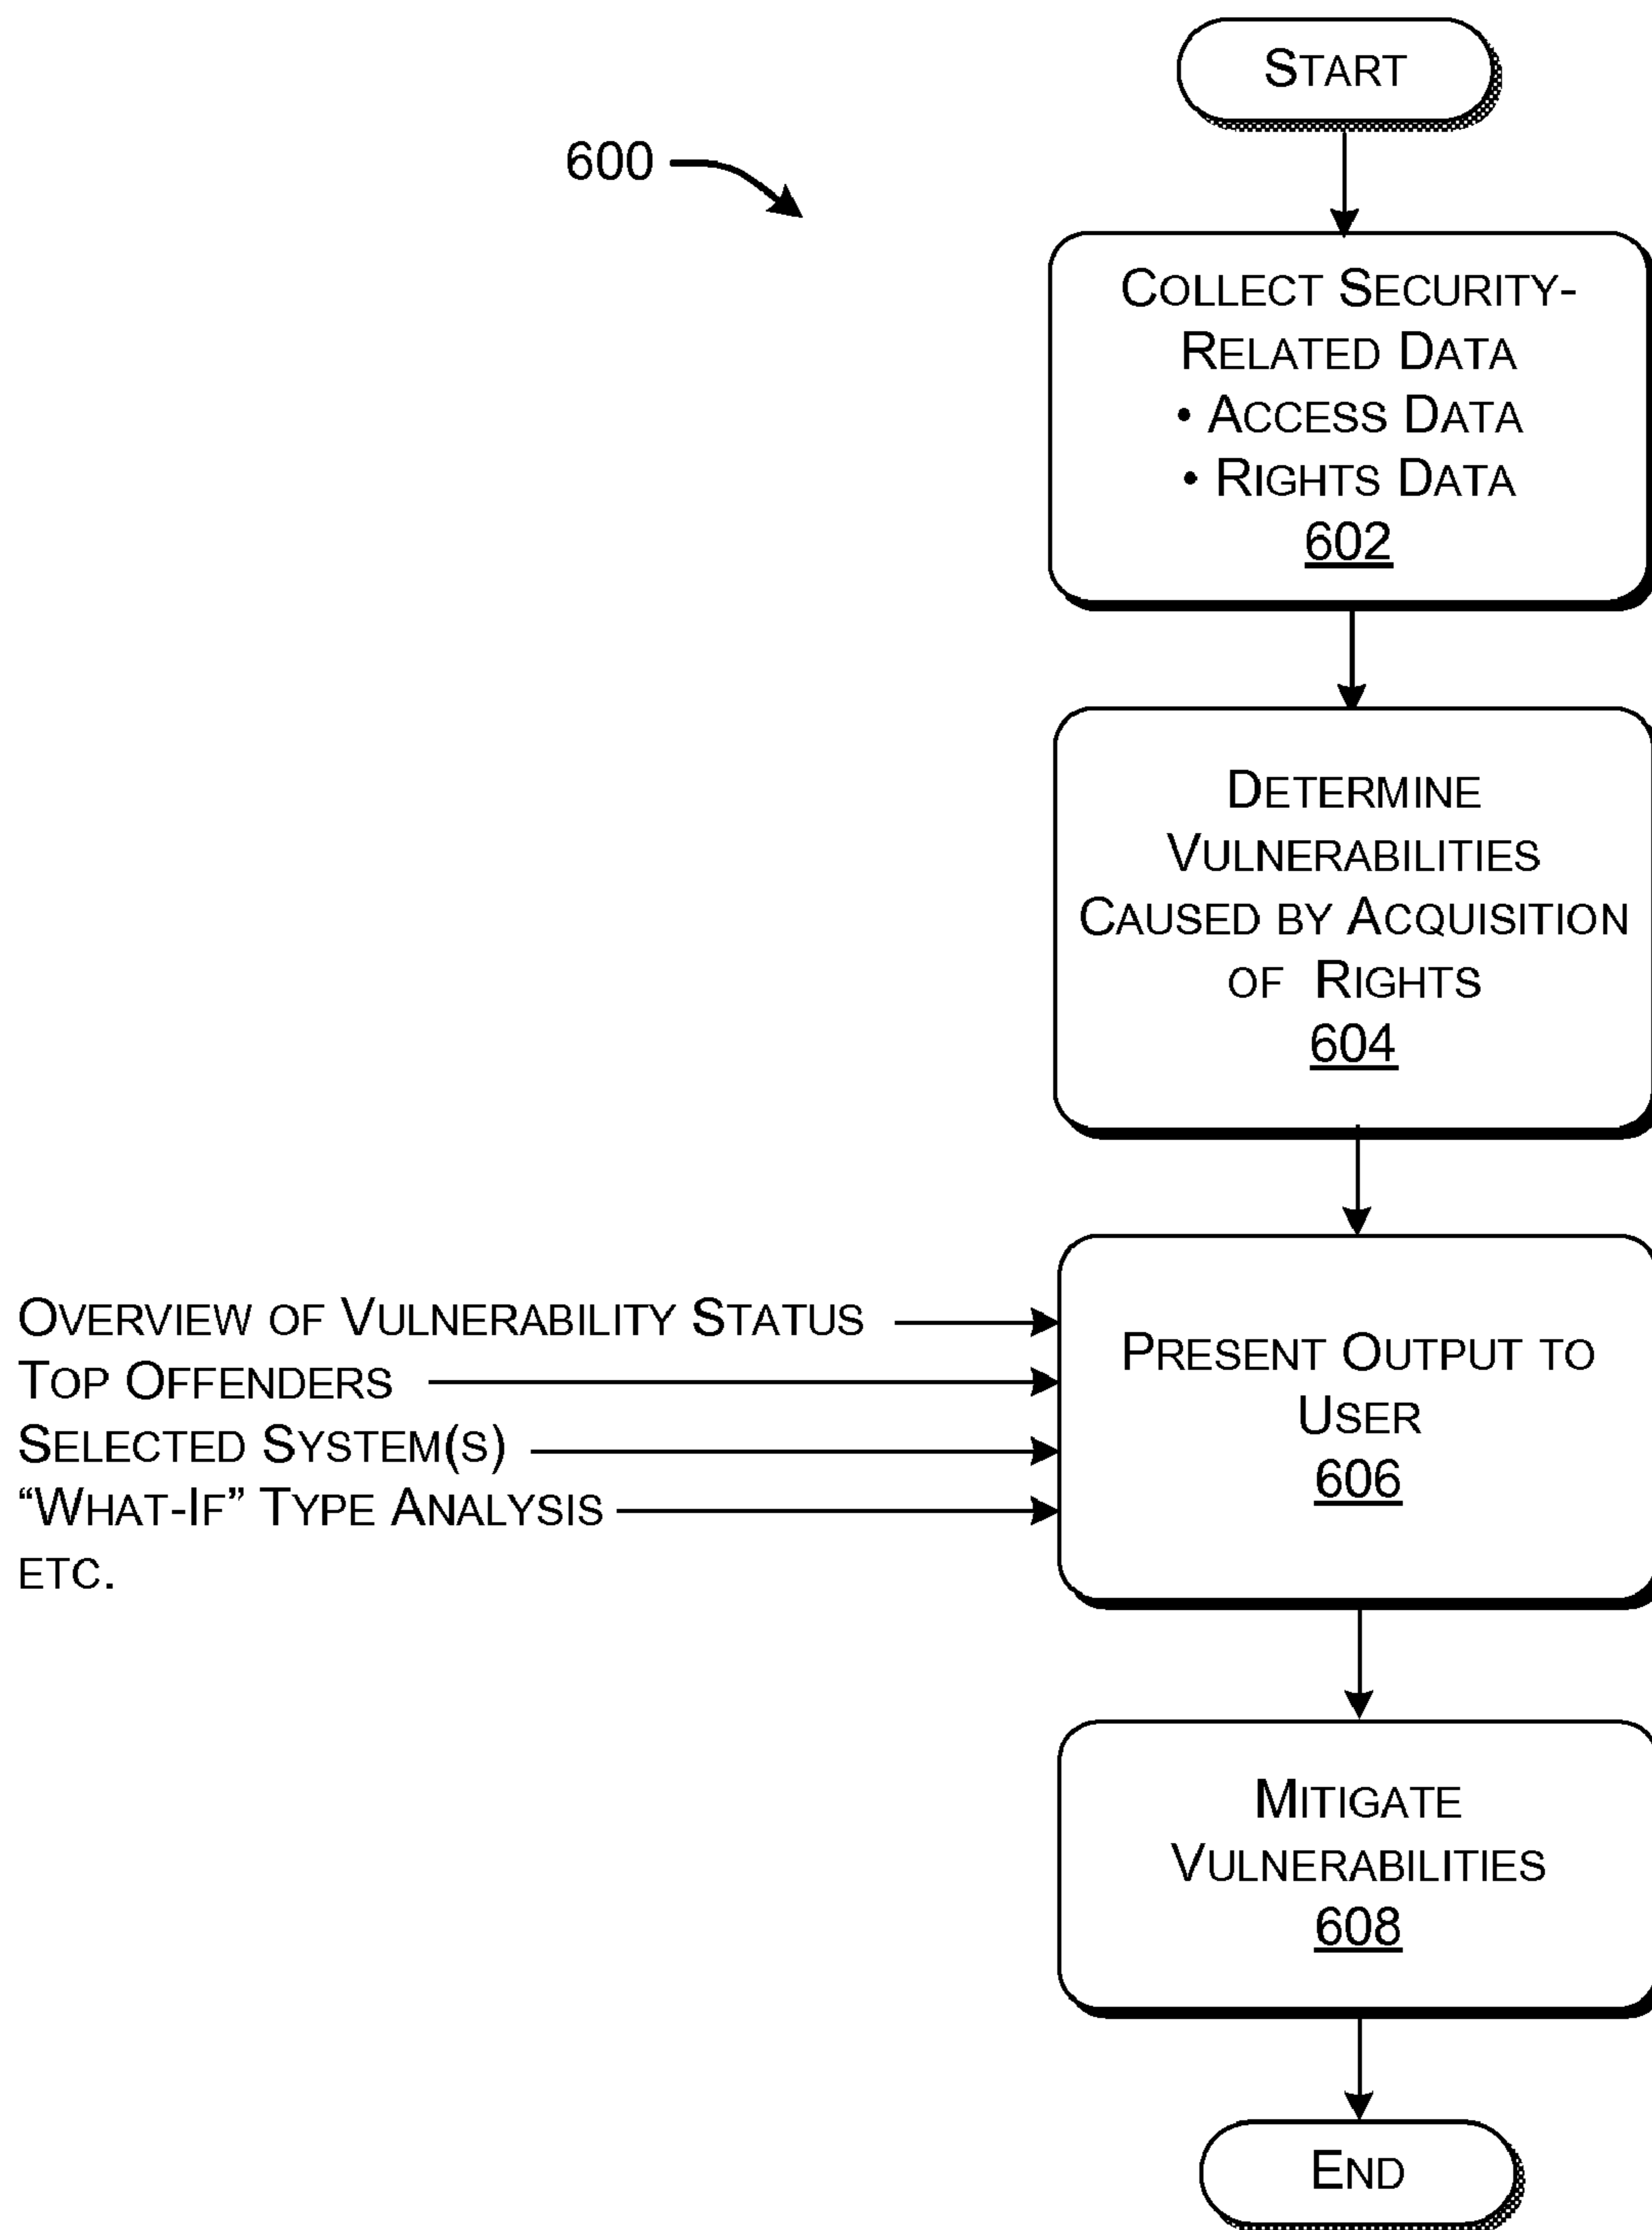 START
600
COLLECT SECURITY-
RELATED DATA
• ACCESS DATA
• RIGHTS DATA
602
DETERMINE
VULNERABILITIES
CAUSED BY ACQUISITION
OF RIGHTS
604
OVERVIEW OF VULNERABILITY STATUS
TOP OFFENDERS
SELECTED SYSTEM(S)
“WHAT-IF” TYPE ANALYSIS
ETC.
PRESENT OUTPUT TO
USER
606
MITIGATE
VULNERABILITIES
608
END